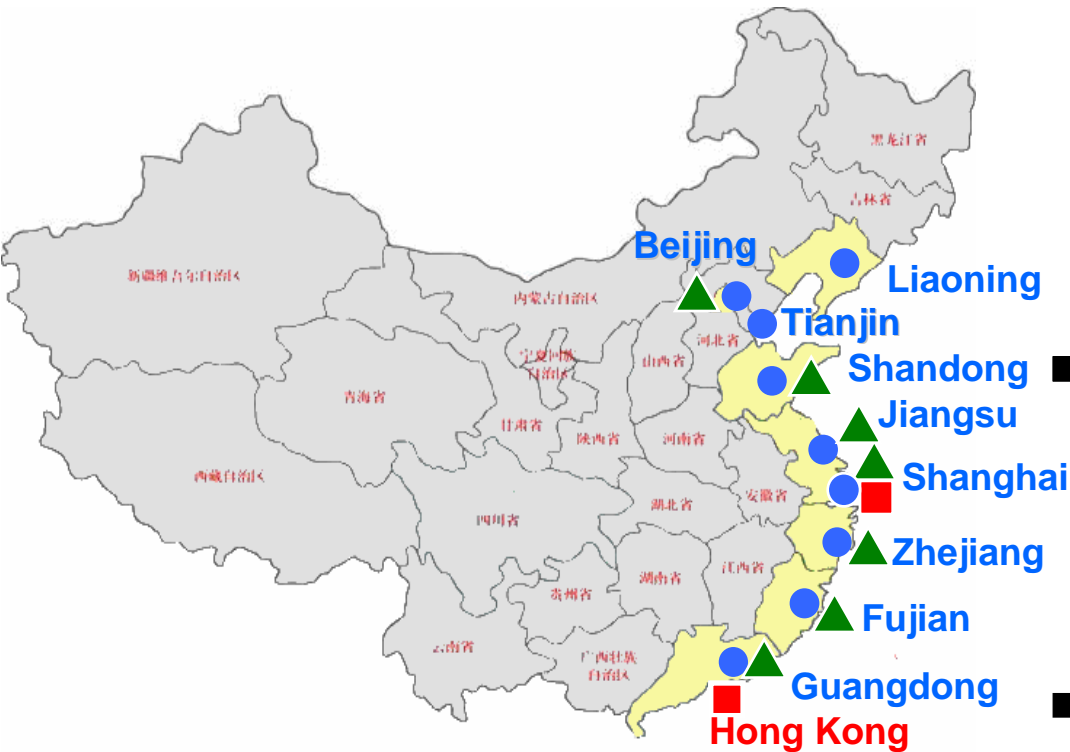 黑龙江省
吉林省
Beijing
新疆维吾尔自治区
Liaoning
内蒙古自治区
Tianjin
河北省
宁夏回族
自治区
山西省
Shandong
青海省
Jiangsu
甘肃省
陕西省
河南省
西藏自治区
Shanghai
安徽省
湖北省
四川省
Zhejiang
江西省
湖南省
贵州省
Fujian
云南省
广西壮族
自治区
Guangdong
Hong Kong